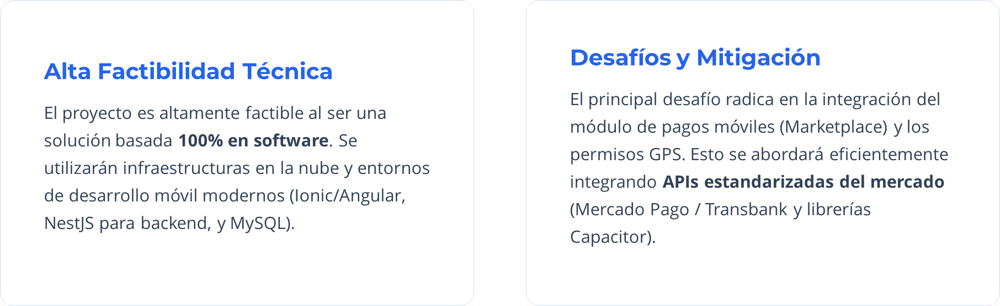 Alta Factibilidad Técnica
El proyecto es altamente factible al ser una
solución basada 100% en software. Se
utilizarán infraestructuras en la nube y entornos
de desarrollo móvil modernos (Ionic/Angular,
NestJS para backend, y MySQL).
Desafíos y Mitigación
El principal desafío radica en la integración del
módulo de pagos móviles (Marketplace) y los
permisos GPS. Esto se abordará eficientemente
integrando APIs estandarizadas del mercado
(Mercado Pago / Transbank y librerías
Capacitor).